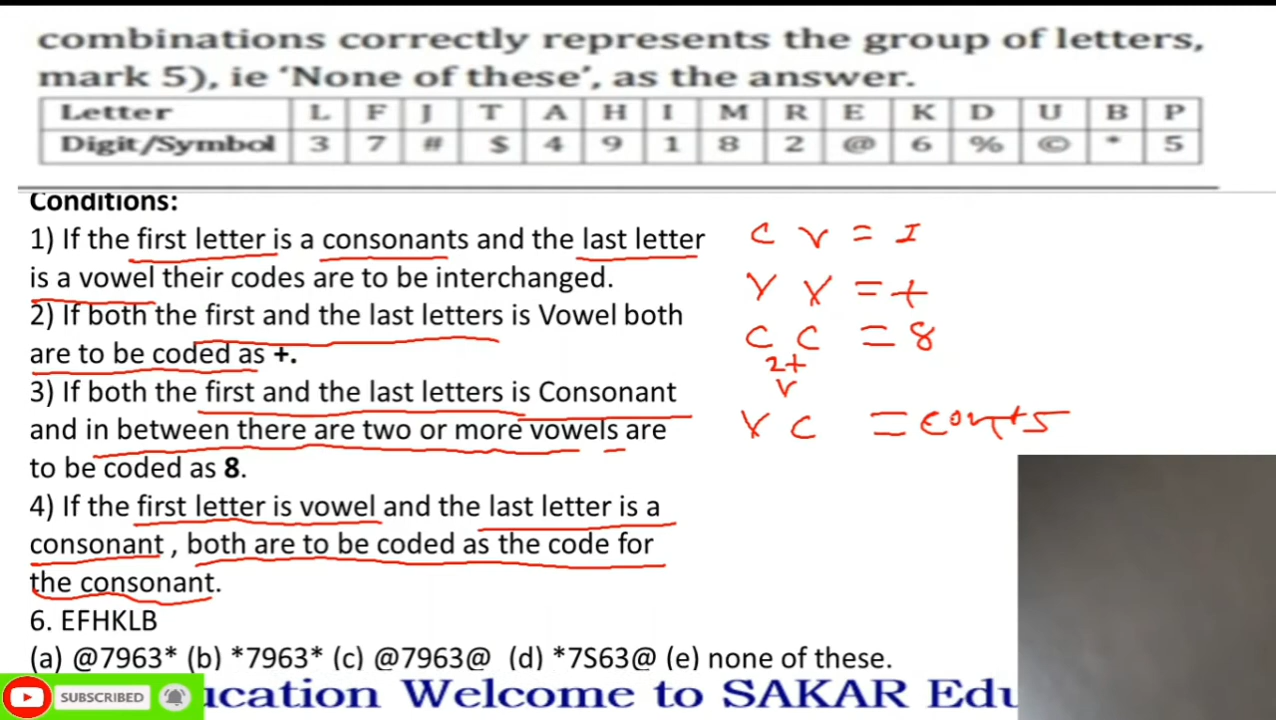 combinations correctly represents the group of letters,
mark 5), ie ‘None of these’, as the answer.
Letter L F J T A H I M R E K D U B P
Digit/Symbol 3 7 # $ 4 9 1 8 2 @ 6 % © * 5
Conditions:
1) If the first letter is a consonants and the last letter
is a vowel their codes are to be interchanged.
2) If both the first and the last letters is Vowel both
are to be coded as +.
3) If both the first and the last letters is Consonant
and in between there are two or more vowels are
to be coded as 8.
4) If the first letter is vowel and the last letter is a
consonant , both are to be coded as the code for
the consonant.
6. EFHKLB
(a) @7963* (b) *7963* (c) @7963@ (d) *7S63@ (e) none of these.
C V = I
V V = +
C C = 8
2+
V
V C =
SUBSCRIBED
ucation Welcome to SAKAR Edu